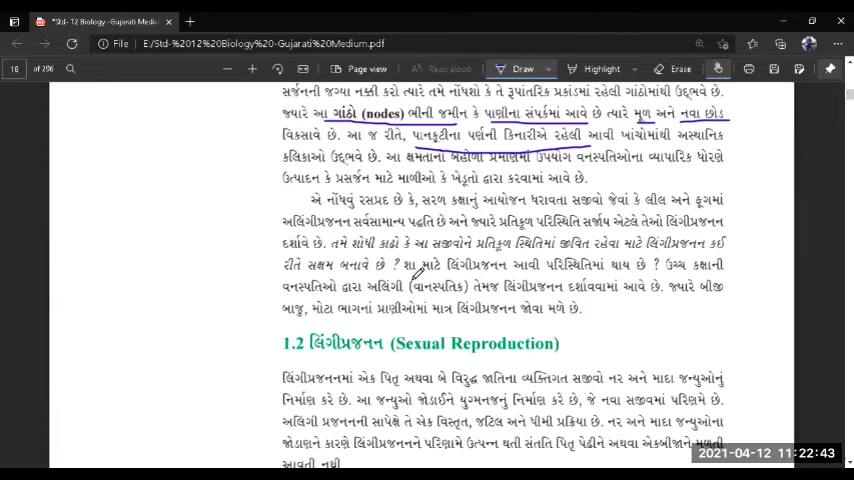 *Std- 12 Biology -Gujarati Mediu
File E:/Std-%2012%20Biology%20-Gujarati%20Medium.pdf
18 of 296 Page view Read aloud Draw Highlight Erase
સર્જનની જગ્યા નક્કી કરો ત્યારે તમે નોંધશો કે તે રૂપાંતરિક પ્રકાંડમાં રહેલી ગાંઠોમાંથી ઉદ્ભવે છે.
જ્યારે આ ગાંઠો (nodes) ભીની જમીન કે પાણીના સંપર્કમાં આવે છે ત્યારે મૂળ અને નવા છોડ
વિકસાવે છે. આ જ રીતે, પાનફૂટીના પર્ણની કિનારીએ રહેલી આવી ખાંચોમાંથી અસ્થાનિક
કલિકાઓ ઉદ્ભવે છે. આ ક્ષમતાનો બહોળા પ્રમાણમાં ઉપયોગ વનસ્પતિઓના વ્યાપારિક ધોરણે
ઉત્પાદન કે પ્રસર્જન માટે માળીઓ કે ખેડૂતો દ્વારા કરવામાં આવે છે.
એ નોંધવું રસપ્રદ છે કે, સરળ કક્ષાનું આયોજન ધરાવતા સજીવો જેવાં કે લીલ અને ફૂગમાં
અલિંગીપ્રજનન સર્વસામાન્ય પદ્ધતિ છે અને જ્યારે પ્રતિકૂળ પરિસ્થિતિ સર્જાય એટલે તેઓ લિંગીપ્રજનન
દર્શાવે છે. તમે શોધી કાઢો કે આ સજીવોને પ્રતિકૂળ સ્થિતિમાં જીવિત રહેવા માટે લિંગીપ્રજનન કઈ
રીતે સક્ષમ બનાવે છે ? શા માટે લિંગીપ્રજનન આવી પરિસ્થિતિમાં થાય છે ? ઉચ્ચ કક્ષાની
વનસ્પતિઓ દ્વારા અલિંગી (વાનસ્પતિક) તેમજ લિંગીપ્રજનન દર્શાવવામાં આવે છે. જ્યારે બીજી
બાજુ, મોટા ભાગનાં પ્રાણીઓમાં માત્ર લિંગીપ્રજનન જોવા મળે છે.
1.2 લિંગીપ્રજનન (Sexual Reproduction)
લિંગીપ્રજનનમાં એક પિતૃ અથવા બે વિરુદ્ધ જાતિના વ્યક્તિગત સજીવો નર અને માદા જન્યુઓનું
નિર્માણ કરે છે. આ જન્યુઓ જોડાઈને યુગ્મનજનું નિર્માણ કરે છે, જે નવા સજીવમાં પરિણમે છે.
અલિંગી પ્રજનનની સાપેક્ષે તે એક વિસ્તૃત, જટિલ અને ધીમી પ્રક્રિયા છે. નર અને માદા જન્યુઓના
જોડાણને કારણે લિંગીપ્રજનનને પરિણામે ઉત્પન્ન થતી સંતતિ પિતૃ પેઢીને અથવા એકબીજાને મળતી
આવતી નથી
2021-04-12 11:22:43